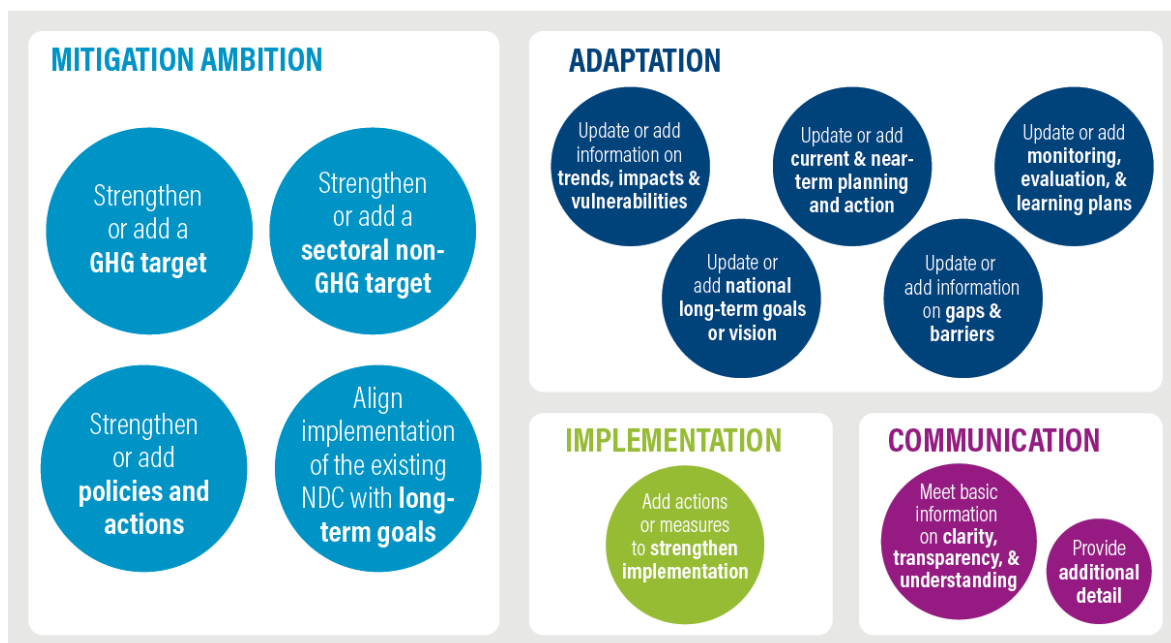 MITIGATION AMBITION
Strengthen
or add a
GHG target
Strengthen
or add a
sectoral non-
GHG target
Strengthen
or add
policies and
actions
Align
implementation
of the existing
NDC with long-
term goals
ADAPTATION
Update or add
information on
trends, impacts &
vulnerabilities
Update or add
current & near-
term planning
and action
Update or add
monitoring,
evaluation, &
learning plans
Update or
add national
long-term goals
or vision
Update or
add information
on gaps &
barriers
IMPLEMENTATION
Add actions
or measures
to strengthen
implementation
COMMUNICATION
Meet basic
information
on clarity,
transparency, &
understanding
Provide
additional
detail